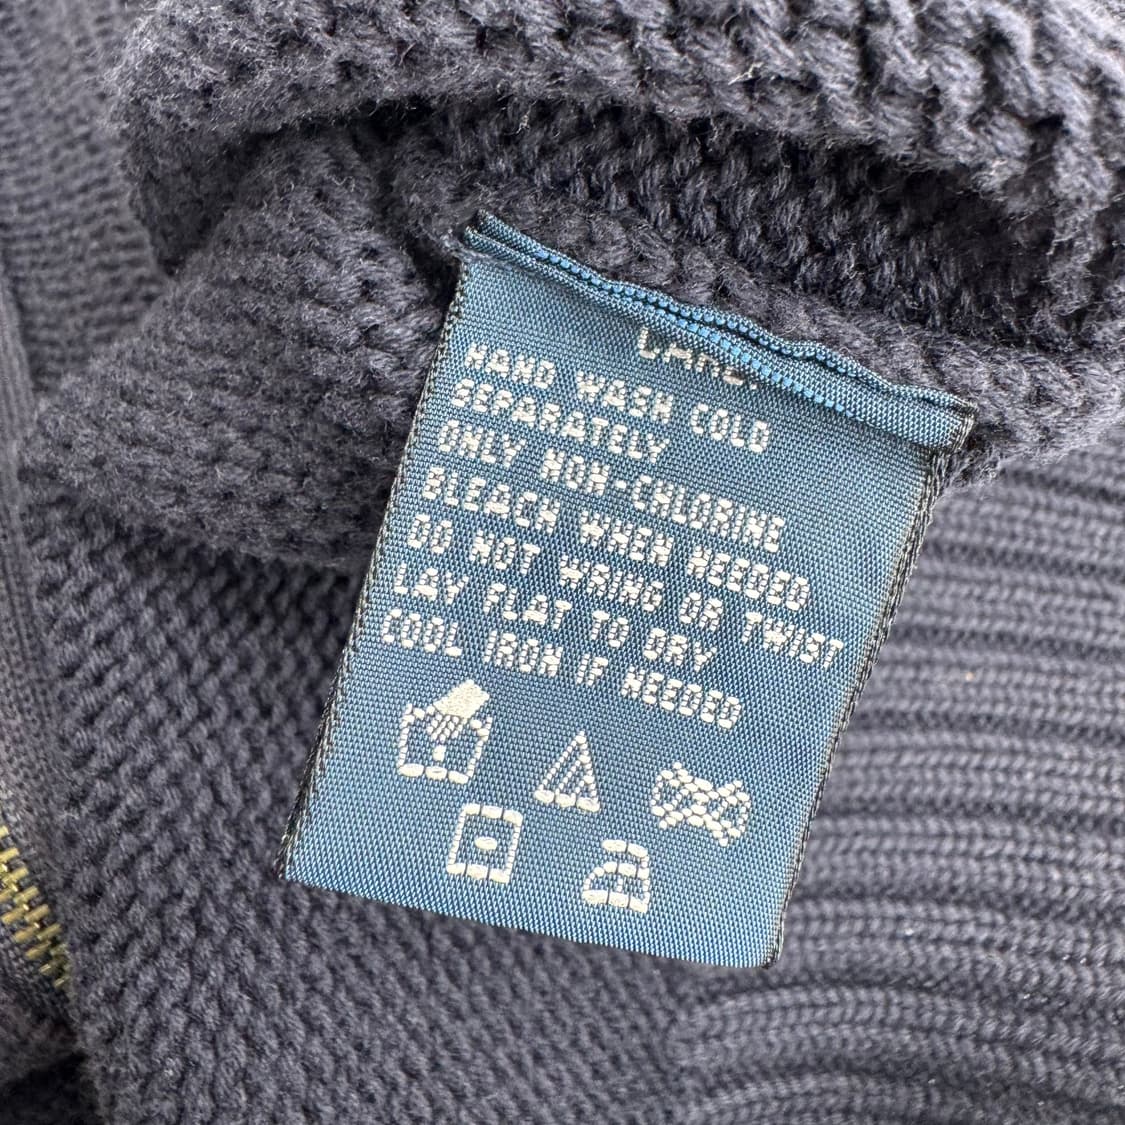 CARE:
HAND WASH COLD
SEPARATELY
ONLY NON-CHLORINE
BLEACH WHEN NEEDED
DO NOT WRING OR TWIST
LAY FLAT TO DRY
COOL IRON IF NEEDED